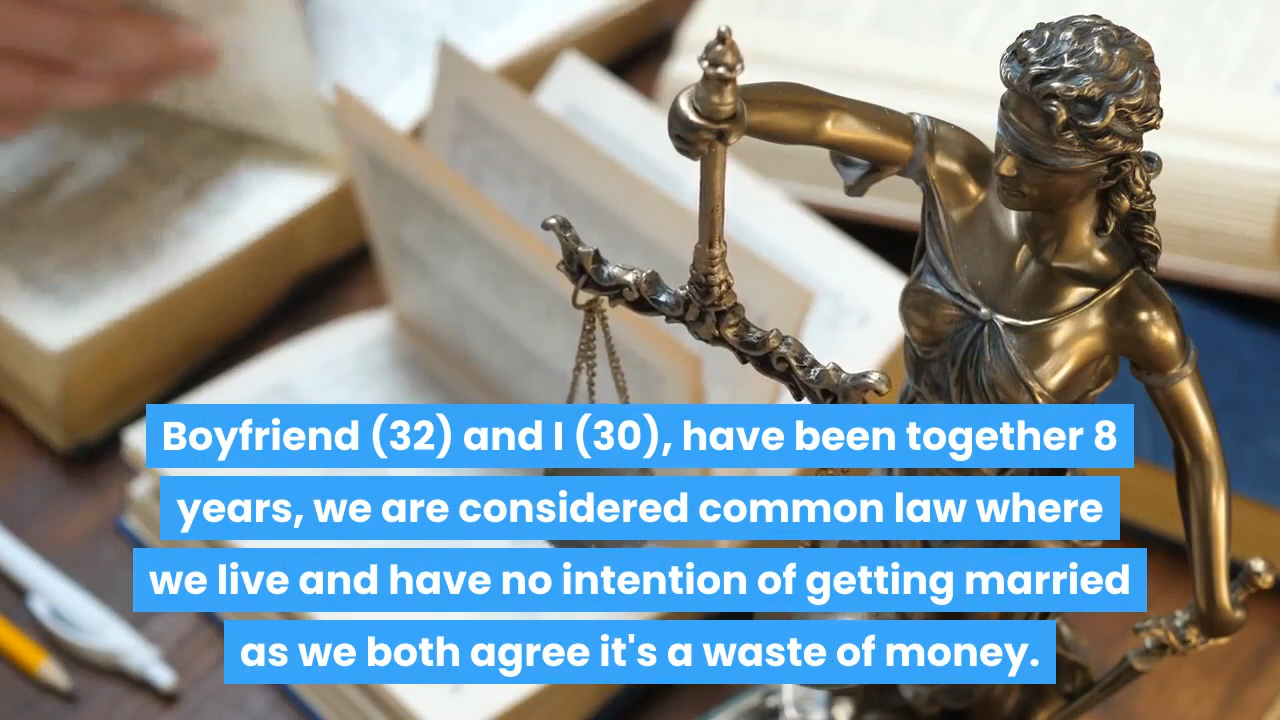 Boyfriend (32) and I (30), have been together 8
years, we are considered common law where
we live and have no intention of getting married
as we both agree it's a waste of money.